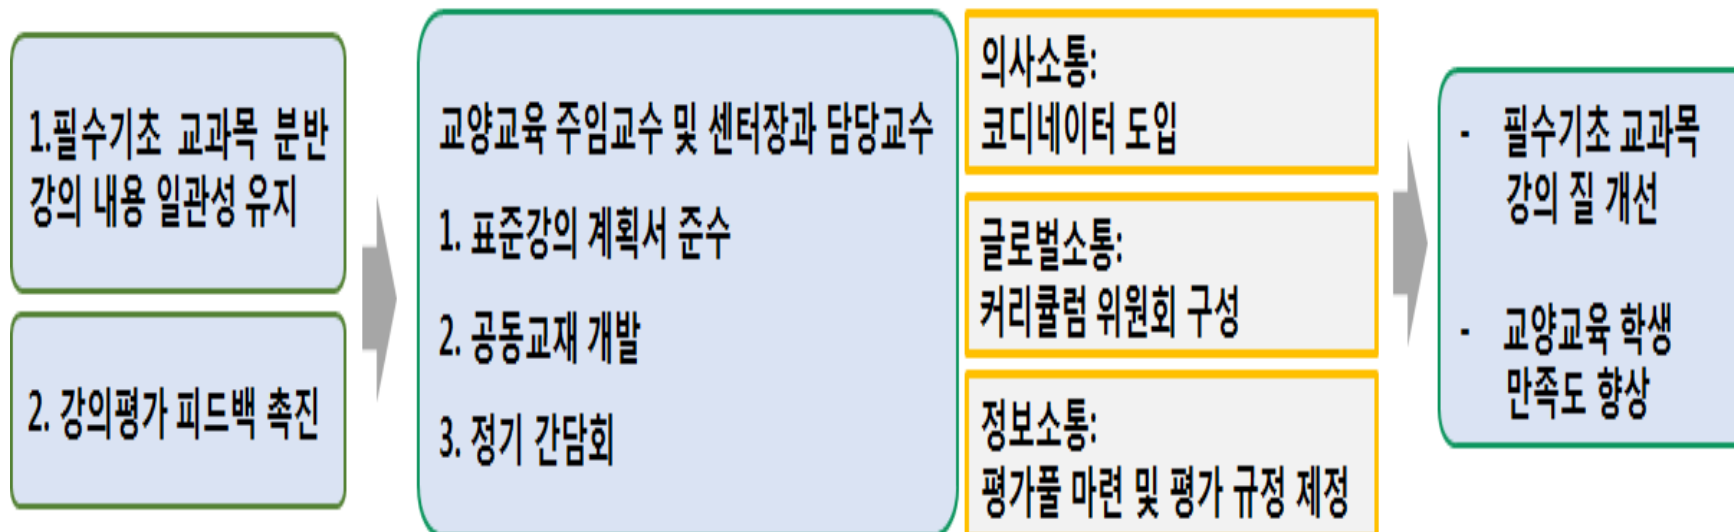 1.필수기초 교과목 분반
강의 내용 일관성 유지
2. 강의평가 피드백 촉진
교양교육 주임교수 및 센터장과 담당교수
1. 표준강의 계획서 준수
2. 공동교재 개발
3. 정기 간담회
의사소통:
코디네이터 도입
글로벌소통:
커리큘럼 위원회 구성
정보소통:
평가풀 마련 및 평가 규정 제정
- 필수기초 교과목
강의 질 개선
- 교양교육 학생
만족도 향상